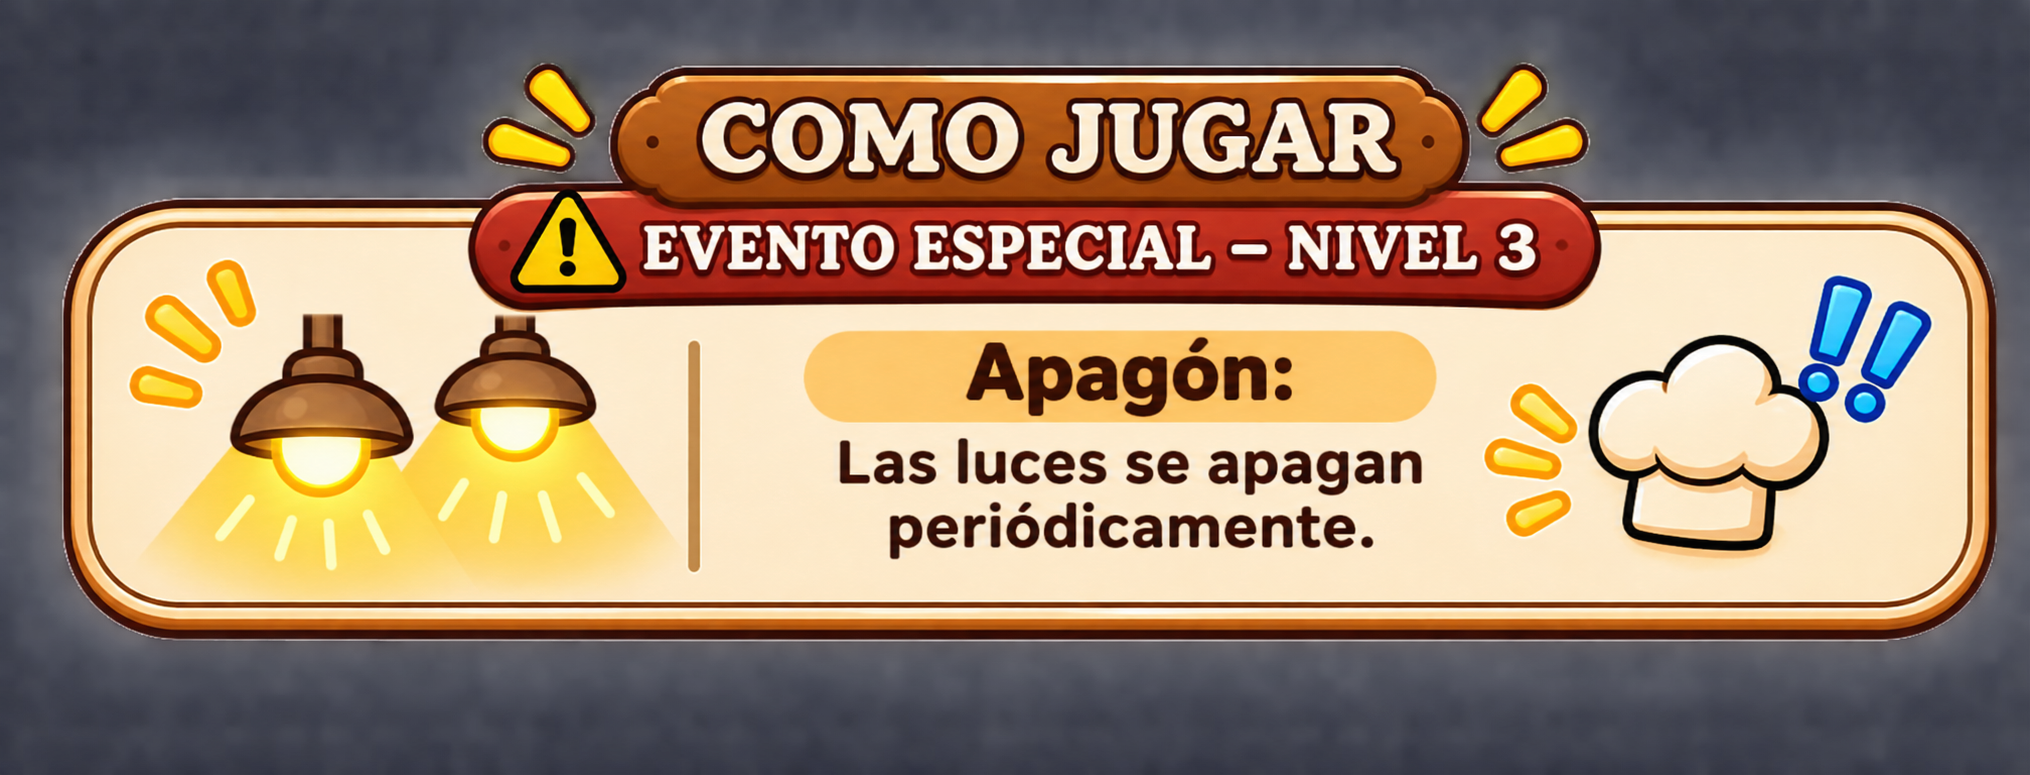 COMO JUGAR
EVENTO ESPECIAL – NIVEL 3
Apagón:
Las luces se apagan
periódicamente.